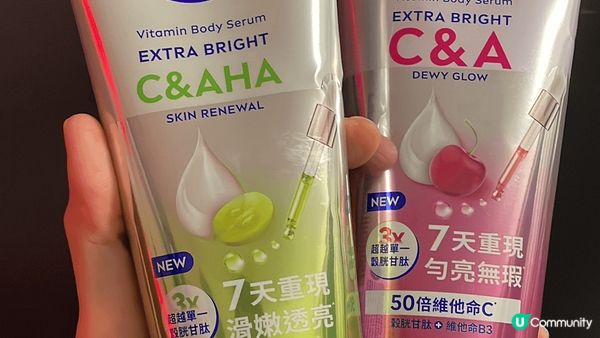 Vitamin Body Serum
EXTRA BRIGHT
C&AHA
SKIN RENEWAL
NEW
3X
超越單一
穀胱甘肽
7天重現
滑嫩透亮
Vitamin Body Serum
EXTRA BRIGHT
C&A
DEWY GLOW
NEW
3X
超越單一
穀胱甘肽
7天重現
勻亮無瑕*
50倍維他命C*
穀胱甘肽+維他命B3
U Community